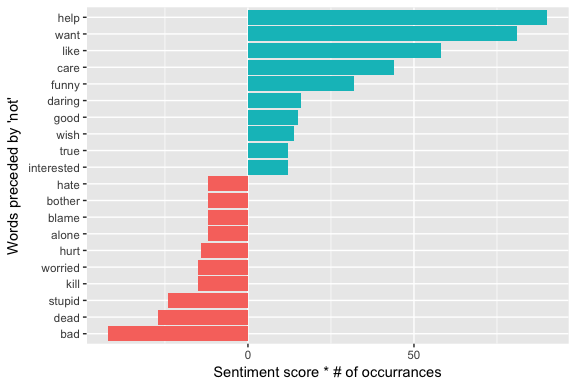 help
want
like
care
funny
daring
good
wish
true
interested
hate
bother
blame
alone
hurt
worried
kill
stupid
dead
bad
Words preceded by 'not'
0
50
Sentiment score * # of occurrances